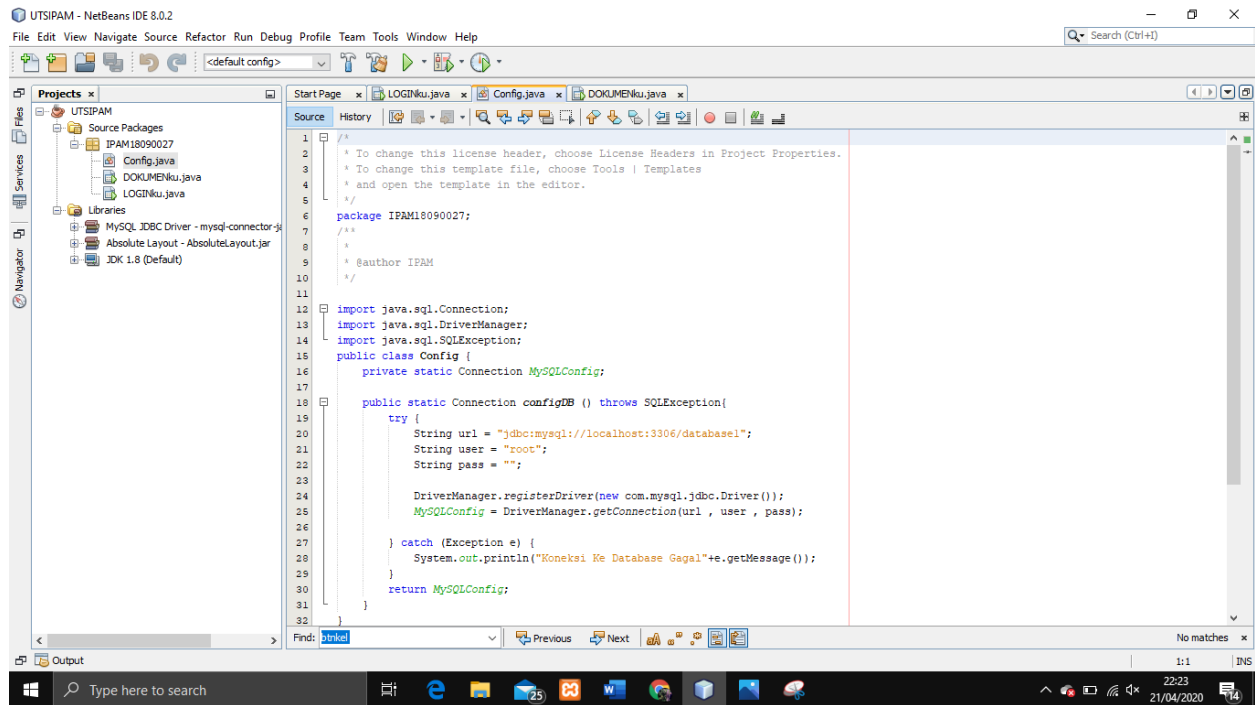 UTSIPAM - NetBeans IDE 8.0.2
File Edit View Navigate Source Refactor Run Debug Profile Team Tools Window Help
Search (Ctrl+I)
<default config>
Files
Services
Navigator
Projects
UTSIPAM
Source Packages
IPAM18090027
Config.java
DOKUMENku.java
LOGINku.java
Libraries
MySQL JDBC Driver - mysql-connector-ja
Absolute Layout - AbsoluteLayout.jar
JDK 1.8 (Default)
Start Page LOGINku.java Config.java DOKUMENku.java
Source History
1 /*
2 * To change this license header, choose License Headers in Project Properties.
3 * To change this template file, choose Tools | Templates
4 * and open the template in the editor.
5 */
6 package IPAM18090027;
7 /**
8 *
9 * @author IPAM
10 */
11
12 import java.sql.Connection;
13 import java.sql.DriverManager;
14 import java.sql.SQLException;
15 public class Config {
16 private static Connection MySQLConfig;
17
18 public static Connection configDB () throws SQLException{
19 try {
20 String url = "jdbc:mysql://localhost:3306/database1";
21 String user = "root";
22 String pass = "";
23
24 DriverManager.registerDriver(new com.mysql.jdbc.Driver());
25 MySQLConfig = DriverManager.getConnection(url , user , pass);
26
27 } catch (Exception e) {
28 System.out.println("Koneksi Ke Database Gagal"+e.getMessage());
29 }
30 return MySQLConfig;
31 }
32 }
Find: btnkel Previous Next No matches
Output
1:1 INS
Type here to search
25
22:23
21/04/2020
14